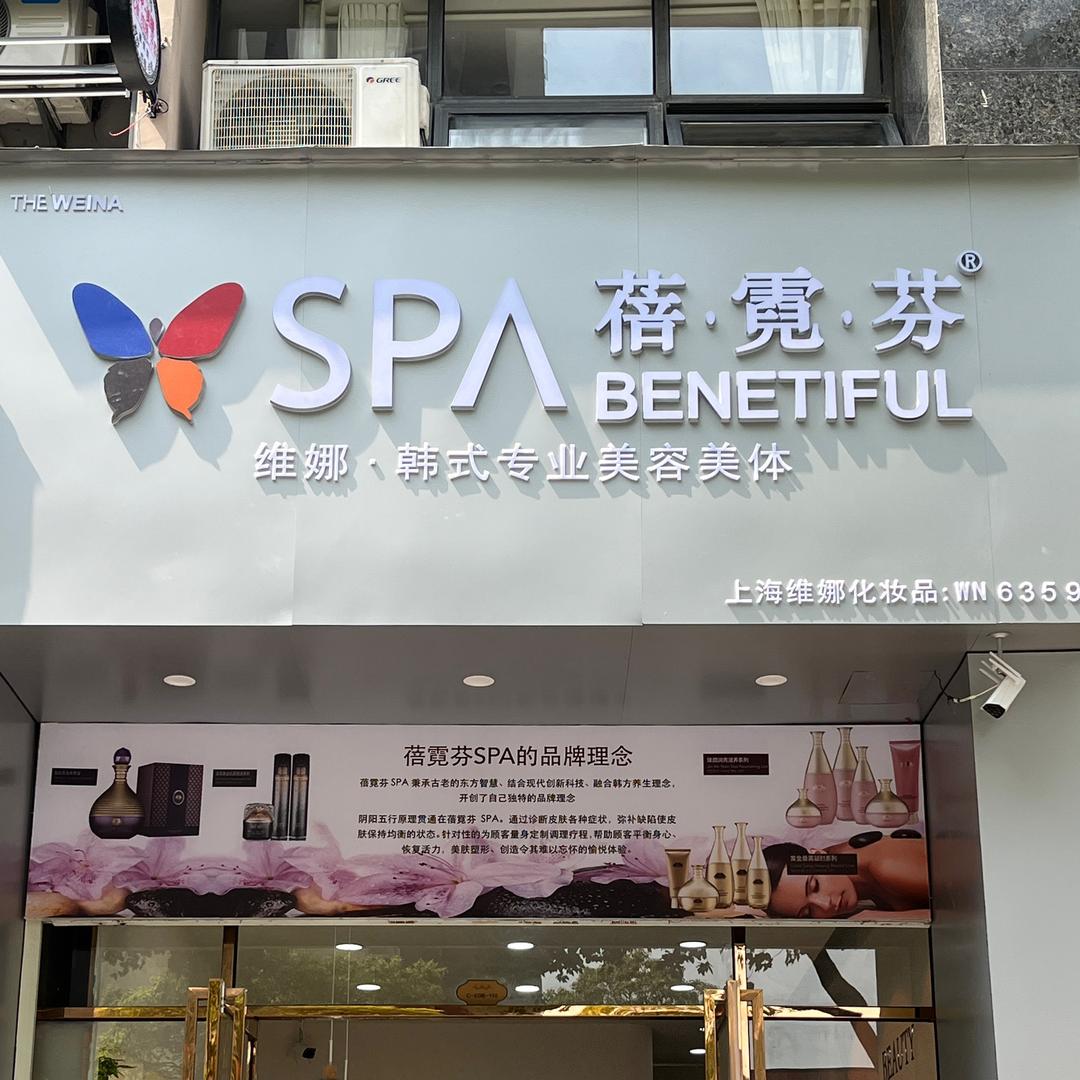 GREE
THE WEINA
SPA 蓓·霓·芬®
BENETIFUL
维娜·韩式专业美容美体
上海维娜化妆品:WN 6359
蓓霓芬SPA的品牌理念
蓓霓芬 SPA 秉承古老的东方智慧、结合现代创新科技、融合韩方养生理念,
开创了自己独特的品牌理念
阴阳五行原理贯通在蓓霓芬 SPA。通过诊断皮肤各种症状,弥补缺陷使皮
肤保持均衡的状态。针对性的为顾客量身定制调理疗程,帮助顾客平衡身心、
恢复活力,美肤塑形、创造令其难以忘怀的愉悦体验。
BEAUTY